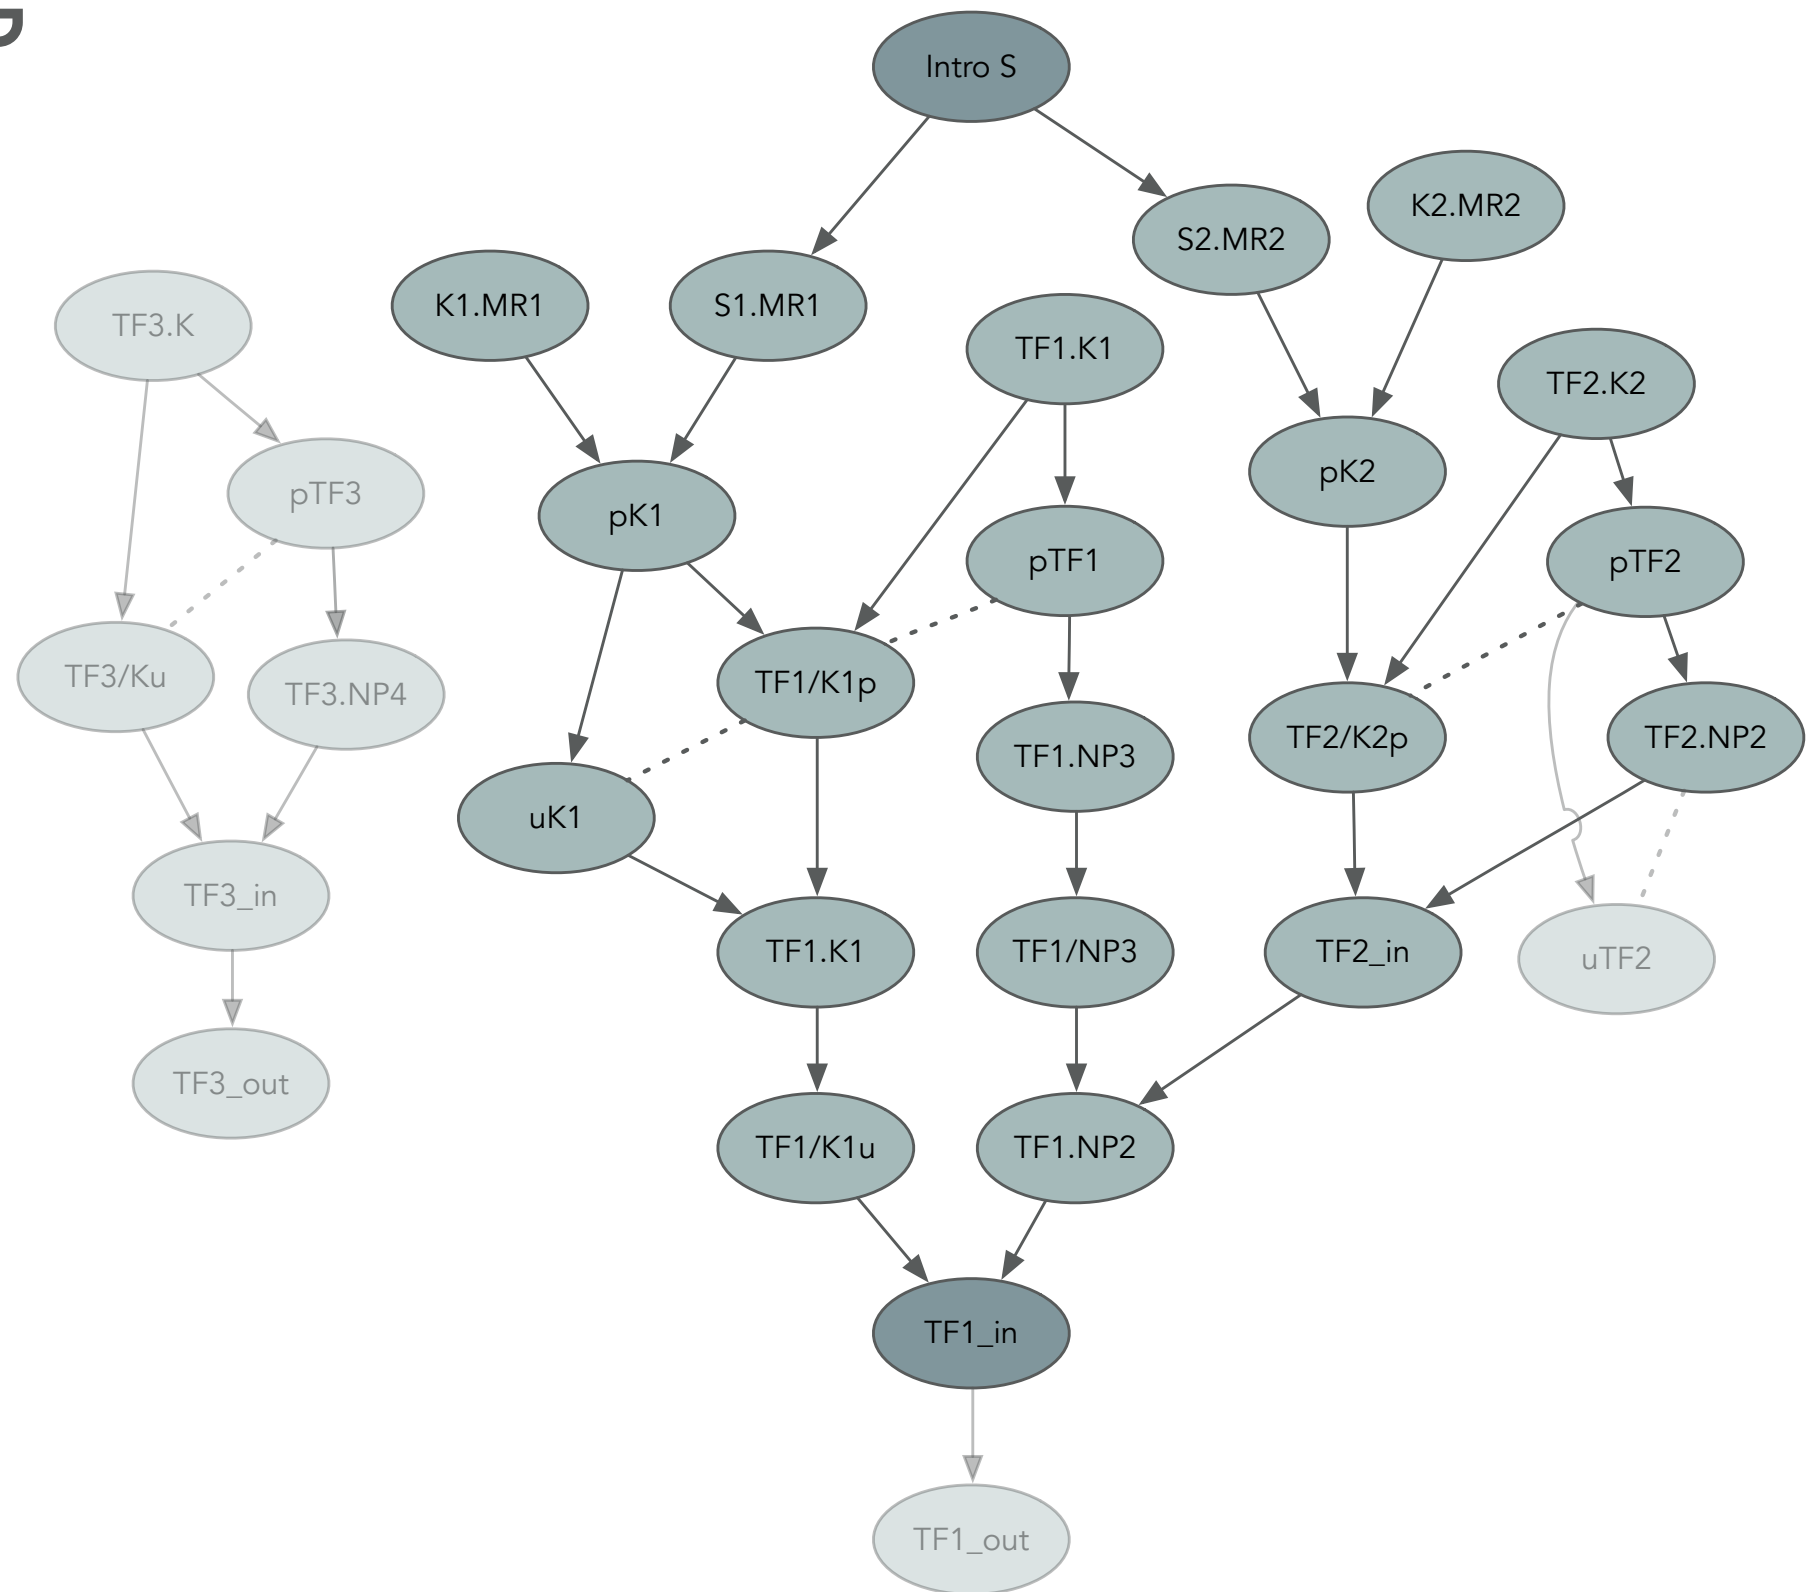 Intro S
K2.MR2
S2.MR2
K1.MR1
S1.MR1
TF3.K
TF1.K1
TF2.K2
pK2
pTF3
pK1
pTF1
pTF2
TF3/Ku
TF3.NP4
TF1/K1p
TF1.NP3
TF2/K2p
TF2.NP2
uK1
TF3_in
TF1.K1
TF1/NP3
TF2_in
uTF2
TF3_out
TF1/K1u
TF1.NP2
TF1_in
TF1_out